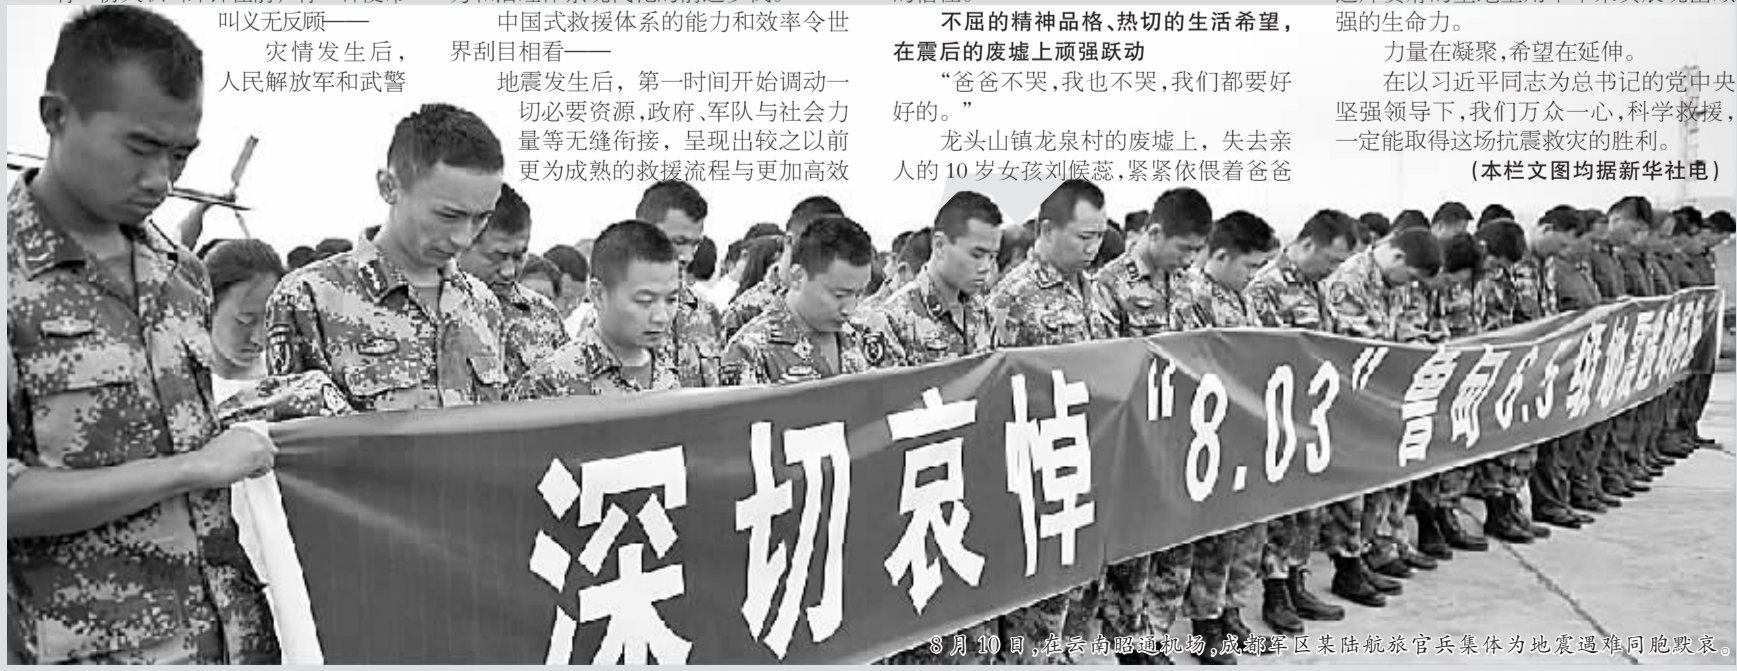 叫义无反顾——
灾情发生后，
人民解放军和武警
中国式救援体系的能力和效率令世
界刮目相看——
地震发生后，第一时间开始调动一
切必要资源，政府、军队与社会力
量等无缝衔接，呈现出较之以前
更为成熟的救援流程与更加高效
不屈的精神品格、热切的生活希望，
在震后的废墟上顽强跃动
“爸爸不哭，我也不哭，我们都要好
好的。”
龙头山镇龙泉村的废墟上，失去亲
人的10岁女孩刘候蕊，紧紧依偎着爸爸
强的生命力。
力量在凝聚，希望在延伸。
在以习近平同志为总书记的党中央
坚强领导下，我们万众一心，科学救援，
一定能取得这场抗震救灾的胜利。
（本栏文图均据新华社电）
深切哀悼“8.03”鲁甸6.5级地震
8月10日，在云南昭通机场，成都军区某陆航旅官兵集体为地震遇难同胞默哀。